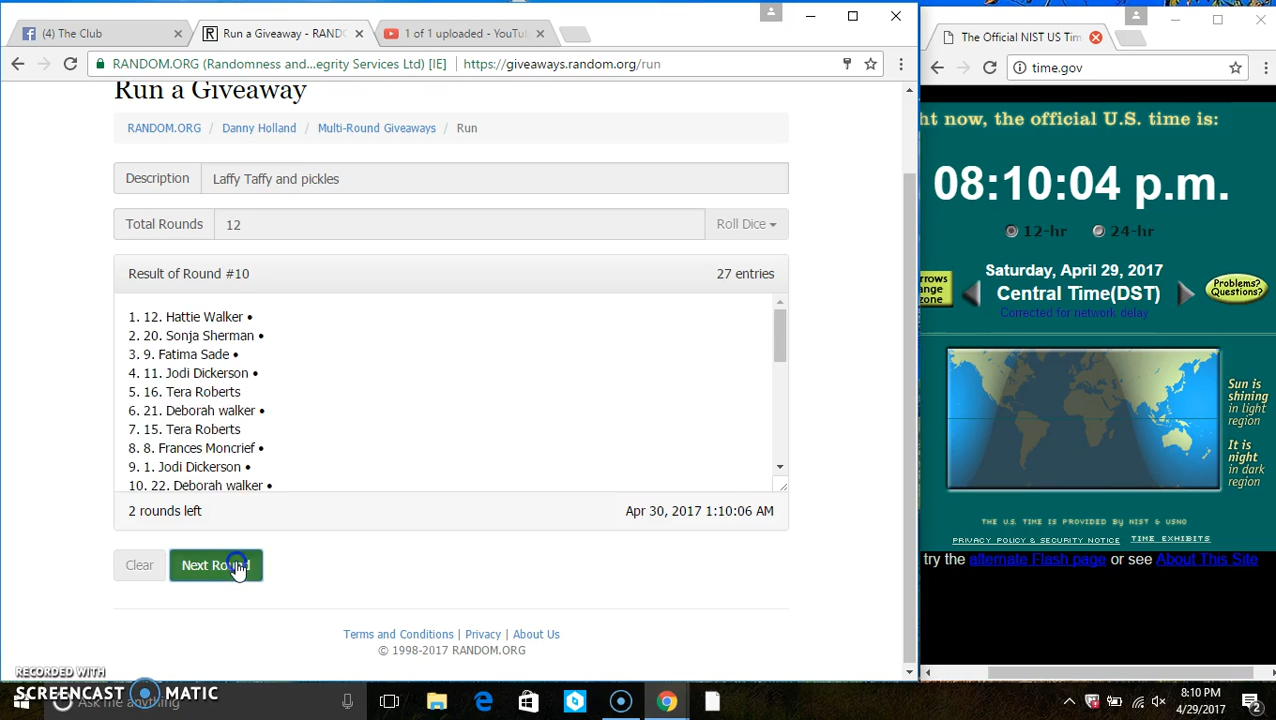 (4) The Club
Run a Giveaway - RAND
1 of 1 uploaded - YouTu
RANDOM.ORG (Randomness and...egrity Services Ltd) [IE]
https://giveaways.random.org/run
Run a Giveaway
RANDOM.ORG / Danny Holland / Multi-Round Giveaways / Run
Description Laffy Taffy and pickles
Total Rounds 12 Roll Dice
Result of Round #10 27 entries
1. 12. Hattie Walker •
2. 20. Sonja Sherman •
3. 9. Fatima Sade •
4. 11. Jodi Dickerson •
5. 16. Tera Roberts
6. 21. Deborah walker •
7. 15. Tera Roberts
8. 8. Frances Moncrief •
9. 1. Jodi Dickerson •
10. 22. Deborah walker •
2 rounds left Apr 30, 2017 1:10:06 AM
Clear Next Round
Terms and Conditions | Privacy | About Us
© 1998-2017 RANDOM.ORG
The Official NIST US Tim
time.gov
ht now, the official U.S. time is:
08:10:04 p.m.
12-hr 24-hr
rrows
ange
zone
Saturday, April 29, 2017
Central Time(DST)
Corrected for network delay
Problems?
Questions?
Sun is
shining
in light
region
It is
night
in dark
region
THE U.S. TIME IS PROVIDED BY NIST & USNO
PRIVACY POLICY & SECURITY NOTICE TIME EXHIBITS
try the alternate Flash page or see About This Site
RECORDED WITH
SCREENCAST MATIC
Ask me anything
8:10 PM
4/29/2017
2